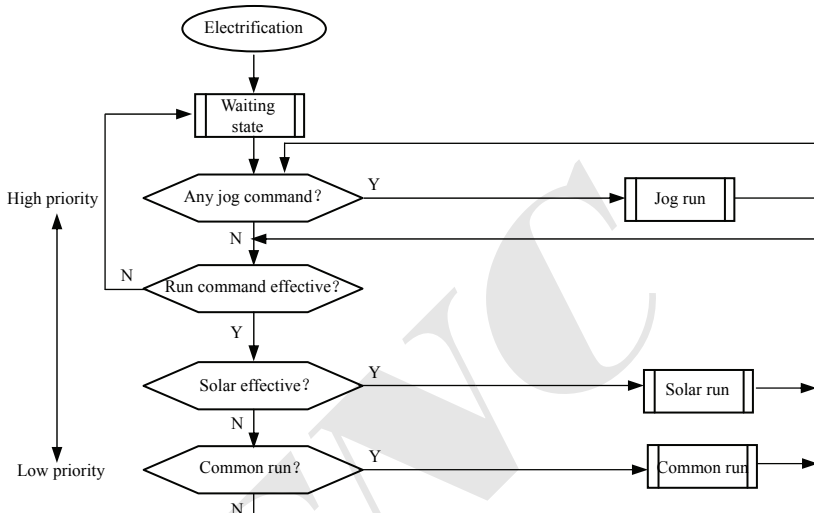 Electrification
Waiting
state
Any jog command?
Y
Jog run
High priority
N
N
Run command effective?
Y
Solar effective?
Y
Solar run
N
Low priority
Common run?
Y
Common run
N